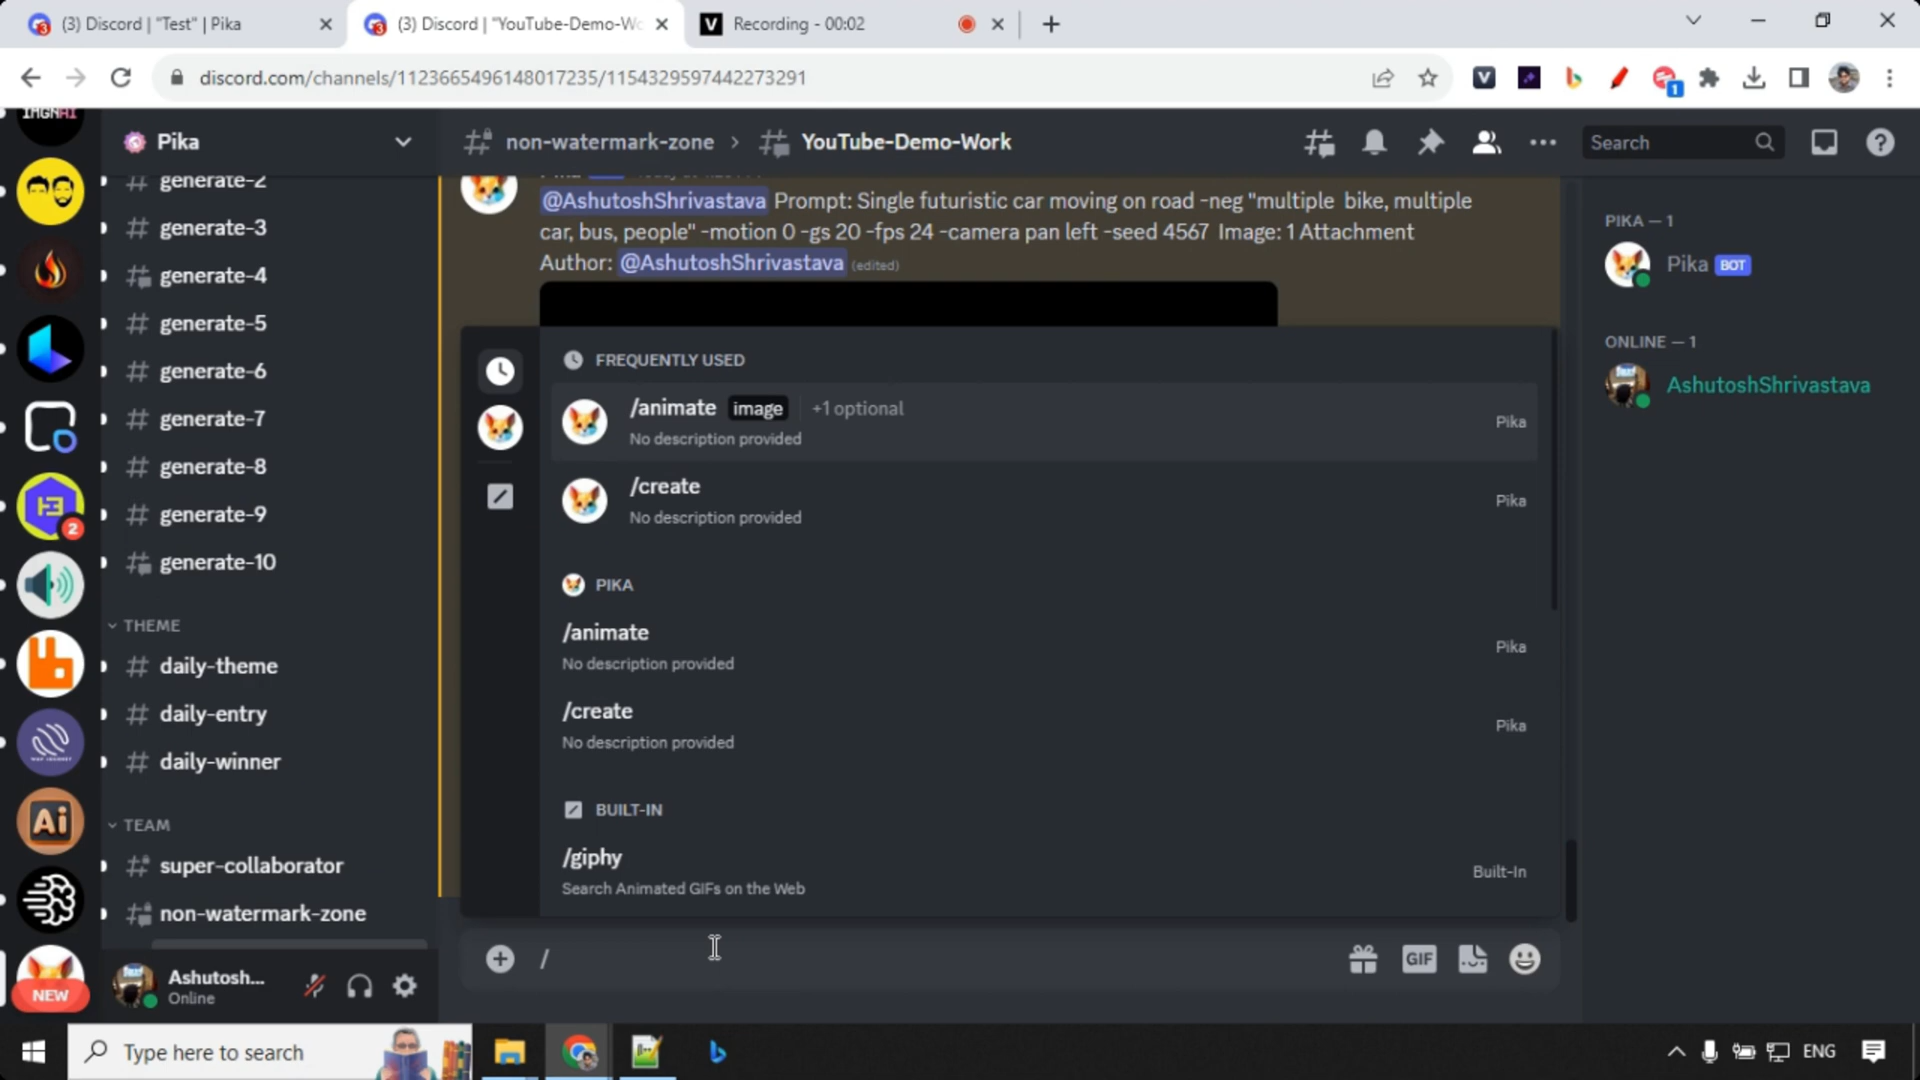 (3) Discord | "Test" | Pika
(3) Discord | "YouTube-Demo-Wo
Recording - 00:02
discord.com/channels/1123665496148017235/1154329597442273291
1
IMGNAI
Pika
non-watermark-zone > YouTube-Demo-Work
Search
generate-2
generate-3
generate-4
generate-5
generate-6
generate-7
generate-8
generate-9
generate-10
THEME
daily-theme
daily-entry
daily-winner
TEAM
super-collaborator
non-watermark-zone
2
Ai
NEW
Ashutosh...
Online
@AshutoshShrivastava Prompt: Single futuristic car moving on road -neg "multiple bike, multiple
car, bus, people" -motion 0 -gs 20 -fps 24 -camera pan left -seed 4567 Image: 1 Attachment
Author: @AshutoshShrivastava (edited)
FREQUENTLY USED
/animate image +1 optional
No description provided
Pika
/create
No description provided
Pika
PIKA
/animate
No description provided
Pika
/create
No description provided
Pika
BUILT-IN
/giphy
Search Animated GIFs on the Web
Built-In
/
GIF
PIKA — 1
Pika BOT
ONLINE — 1
AshutoshShrivastava
Type here to search
ENG